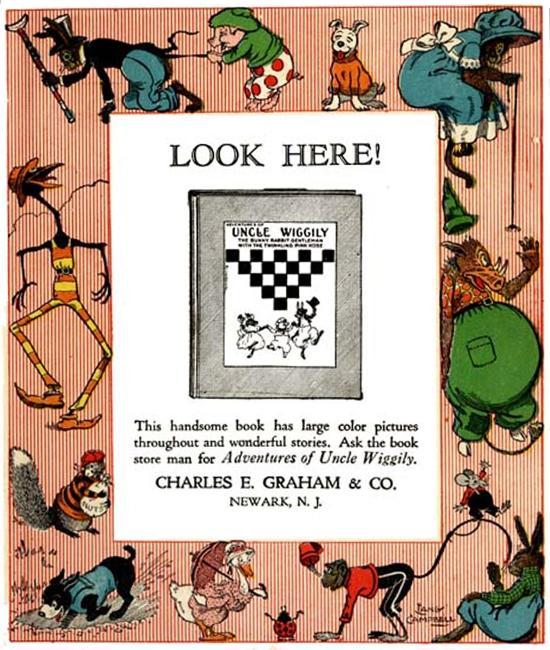 LOOK HERE!
ADVENTURES OF
UNCLE WIGGILY
THE BUNNY RABBIT GENTLEMAN
WITH THE TWINKLING PINK NOSE
This handsome book has large color pictures
throughout and wonderful stories. Ask the book
store man for Adventures of Uncle Wiggily.
CHARLES E. GRAHAM & CO.
NEWARK, N. J.
NUTS
LANG
CAMPBELL